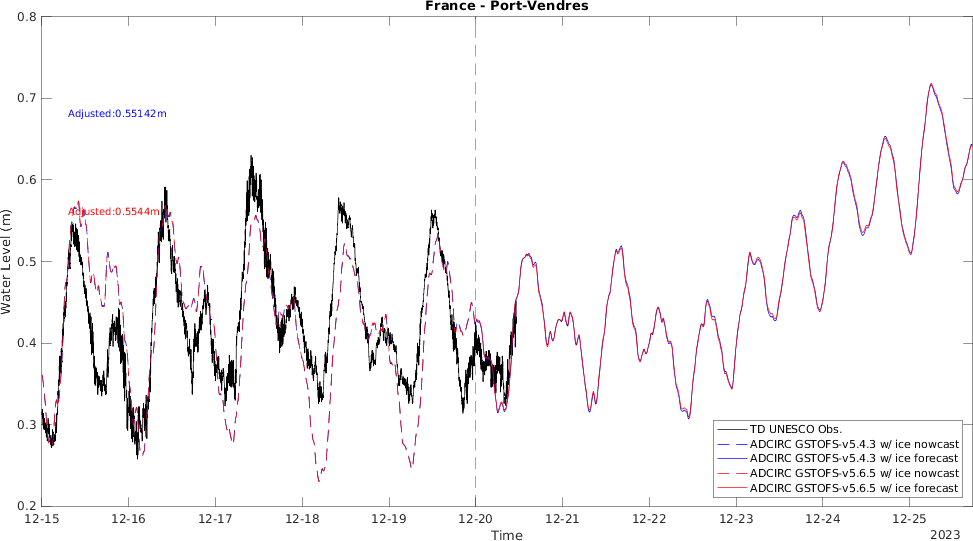 France - Port-Vendres
0.8
0.7
0.6
0.5
0.4
0.3
0.2
Water Level (m)
Adjusted:0.55142m
Adjusted:0.5544m
TD UNESCO Obs.
ADCIRC GSTOFS-v5.4.3 w/ ice nowcast
ADCIRC GSTOFS-v5.4.3 w/ ice forecast
ADCIRC GSTOFS-v5.6.5 w/ ice nowcast
ADCIRC GSTOFS-v5.6.5 w/ ice forecast
12-15 12-16 12-17 12-18 12-19 12-20 12-21 12-22 12-23 12-24 12-25
Time
2023